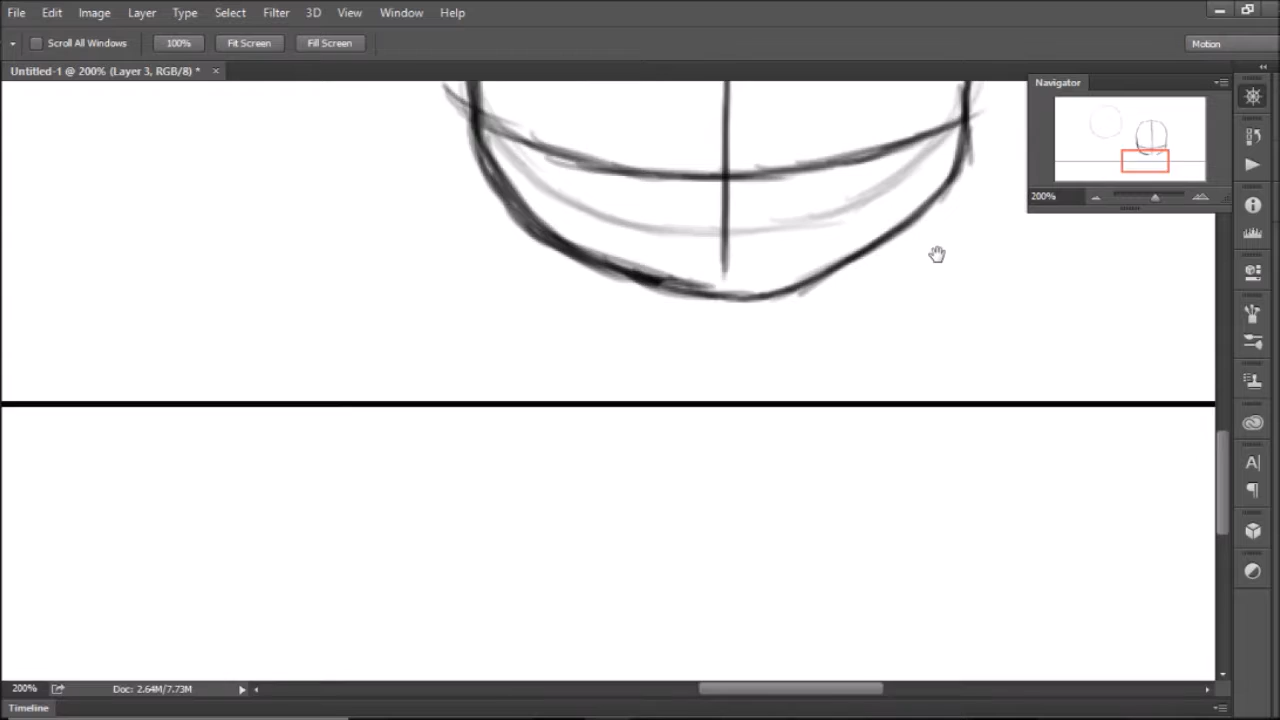 File Edit Image Layer Type Select Filter 3D View Window Help
Scroll All Windows 100% Fit Screen Fill Screen Motion
Untitled-1 @ 200% (Layer 3, RGB/8) * ×
Navigator
200%
200% Doc: 2.64M/7.73M
Timeline